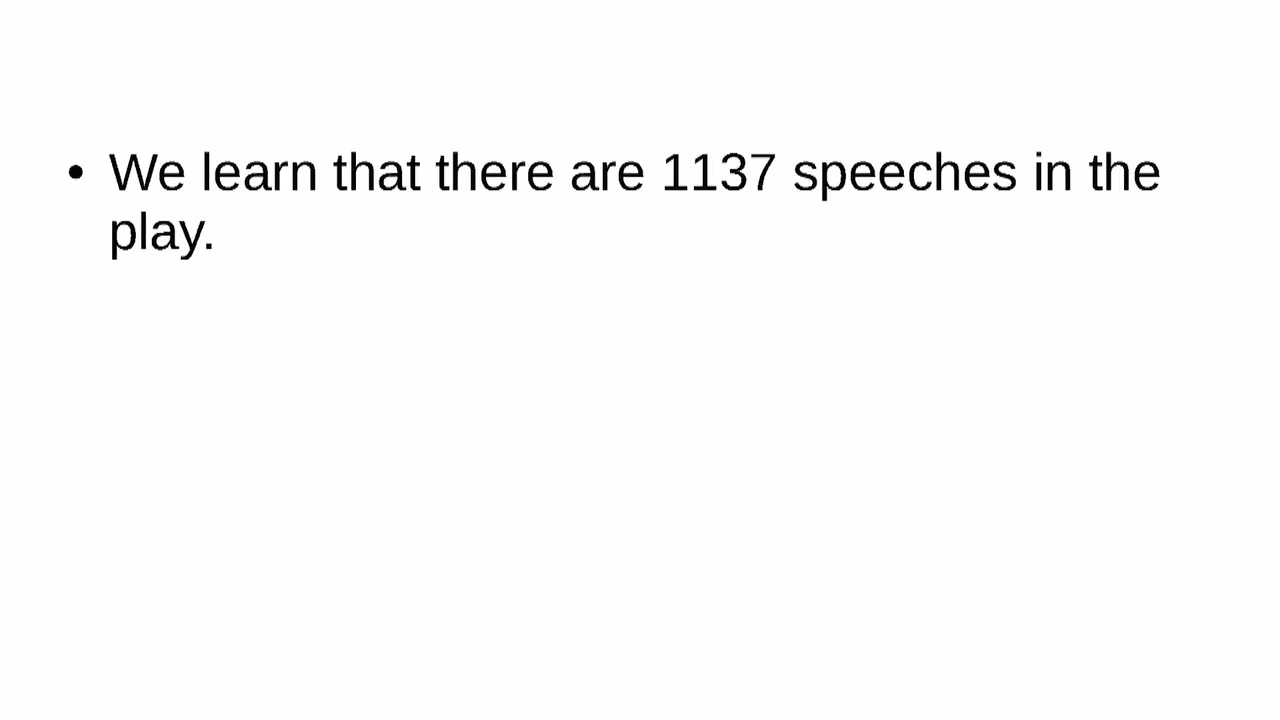 • We learn that there are 1137 speeches in the
play.